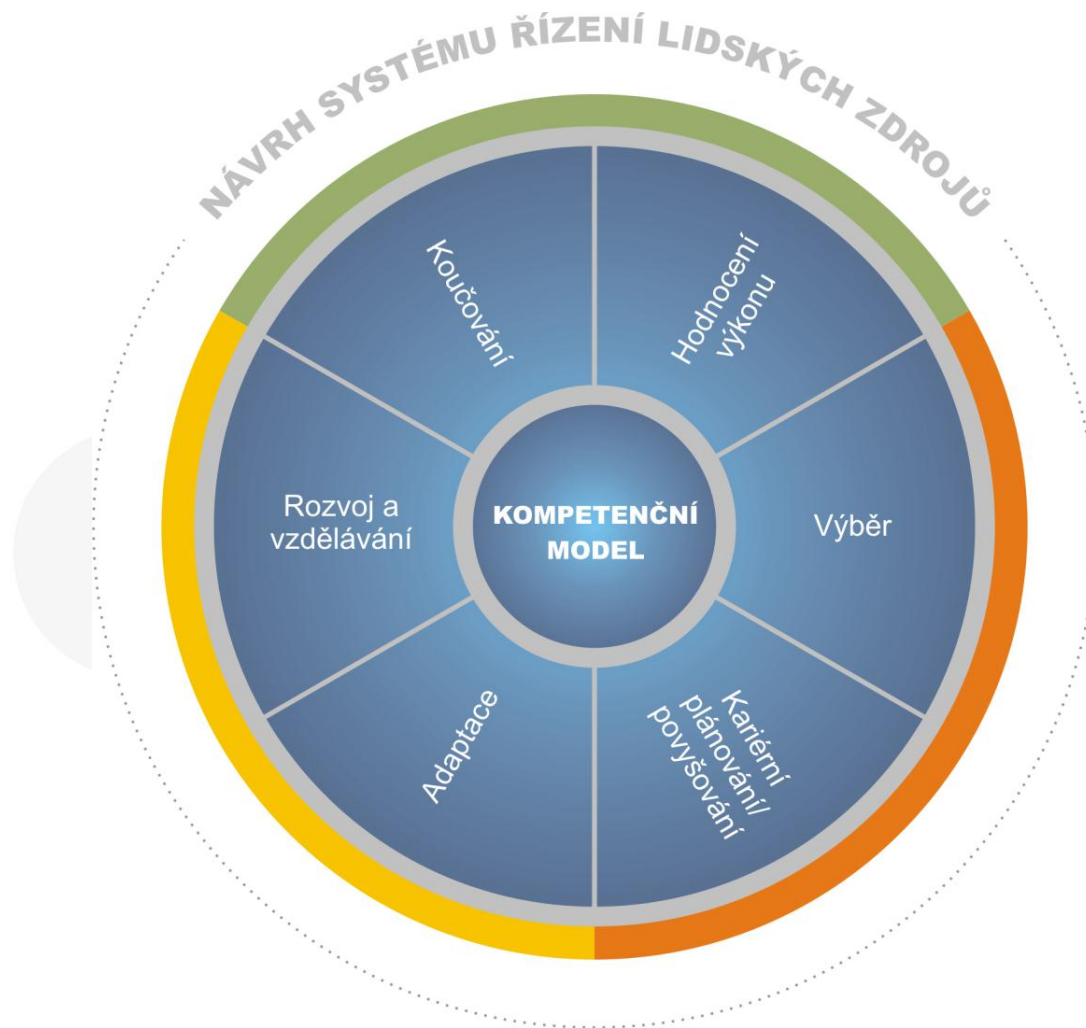 NÁVRH SYSTÉMU ŘÍZENÍ LIDSKÝCH ZDROJŮ
Koučování
Hodnocení
výkonu
Rozvoj a
vzdělávání
KOMPETENČNÍ
MODEL
Výběr
Adaptace
Kariérní
plánování/
povyšování